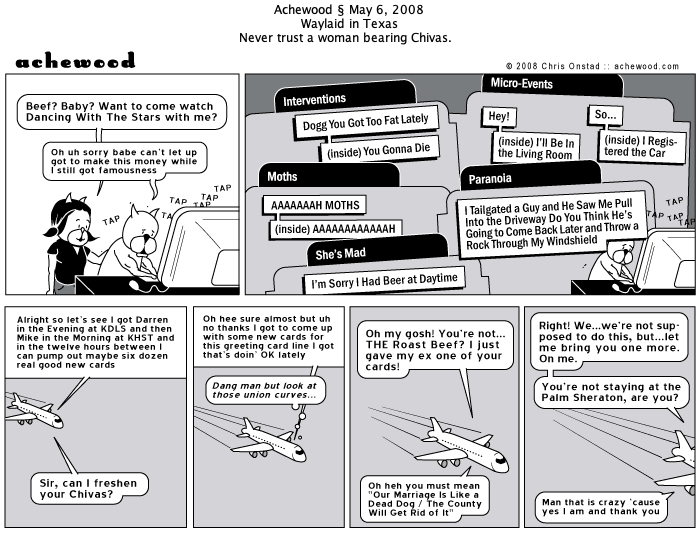 Achewood § May 6, 2008
Waylaid in Texas
Never trust a woman bearing Chivas.
achewood
© 2008 Chris Onstad :: achewood.com
Beef? Baby? Want to come watch
Dancing With The Stars with me?
Oh uh sorry babe can't let up
got to make this money while
I still got famousness
TAP
TAP
TAP
TAP
TAP
TA
Interventions
Dogg You Got Too Fat Lately
(inside) You Gonna Die
Micro-Events
Hey!
(inside) I'll Be In
the Living Room
So...
(inside) I Regis-
tered the Car
Moths
AAAAAAAH MOTHS
(inside) AAAAAAAAAAAAH
Paranoia
I Tailgated a Guy and He Saw Me Pull
Into the Driveway Do You Think He's
Going to Come Back Later and Throw a
Rock Through My Windshield
She's Mad
I'm Sorry I Had Beer at Daytime
TAP
TAP
TAP
Alright so let's see I got Darren
in the Evening at KDLS and then
Mike in the Morning at KHST and
in the twelve hours between I
can pump out maybe six dozen
real good new cards
Sir, can I freshen
your Chivas?
Oh hee sure almost but uh
no thanks I got to come up
with some new cards for
this greeting card line I got
that's doin' OK lately
Dang man but look at
those union curves...
Oh my gosh! You're not...
THE Roast Beef? I just
gave my ex one of your
cards!
Oh heh you must mean
"Our Marriage Is Like a
Dead Dog / The County
Will Get Rid of It"
Right! We...we're not sup-
posed to do this, but...let
me bring you one more.
On me.
You're not staying at the
Palm Sheraton, are you?
Man that is crazy 'cause
yes I am and thank you